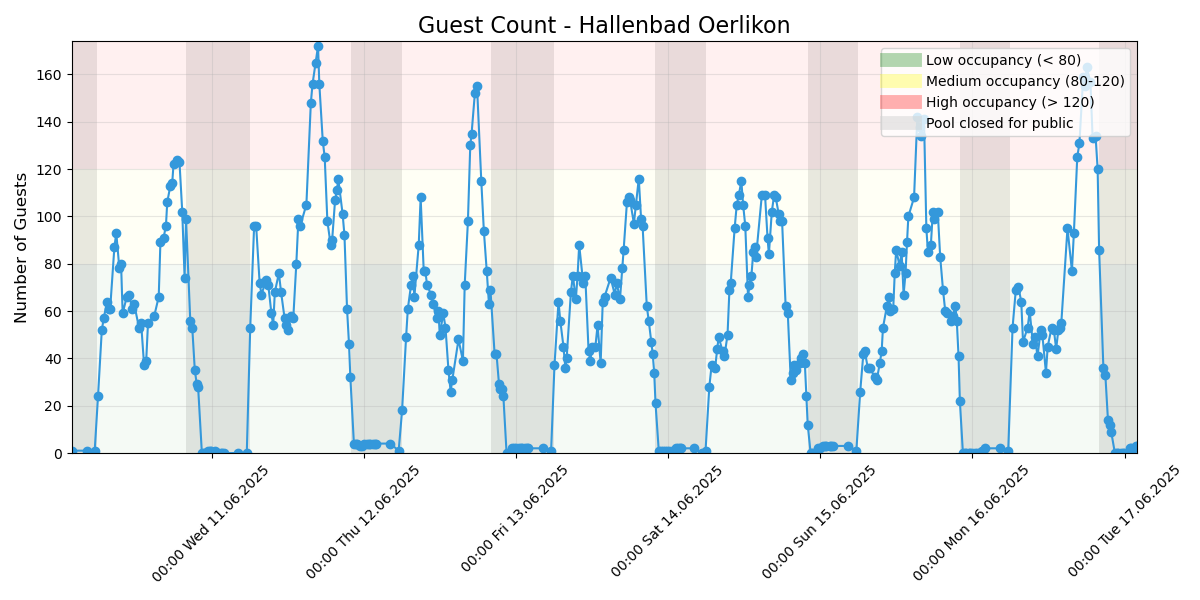 Guest Count - Hallenbad Oerlikon
Number of Guests
160
140
120
100
80
60
40
20
0
Low occupancy (< 80)
Medium occupancy (80-120)
High occupancy (> 120)
Pool closed for public
00:00 Wed 11.06.2025
00:00 Thu 12.06.2025
00:00 Fri 13.06.2025
00:00 Sat 14.06.2025
00:00 Sun 15.06.2025
00:00 Mon 16.06.2025
00:00 Tue 17.06.2025